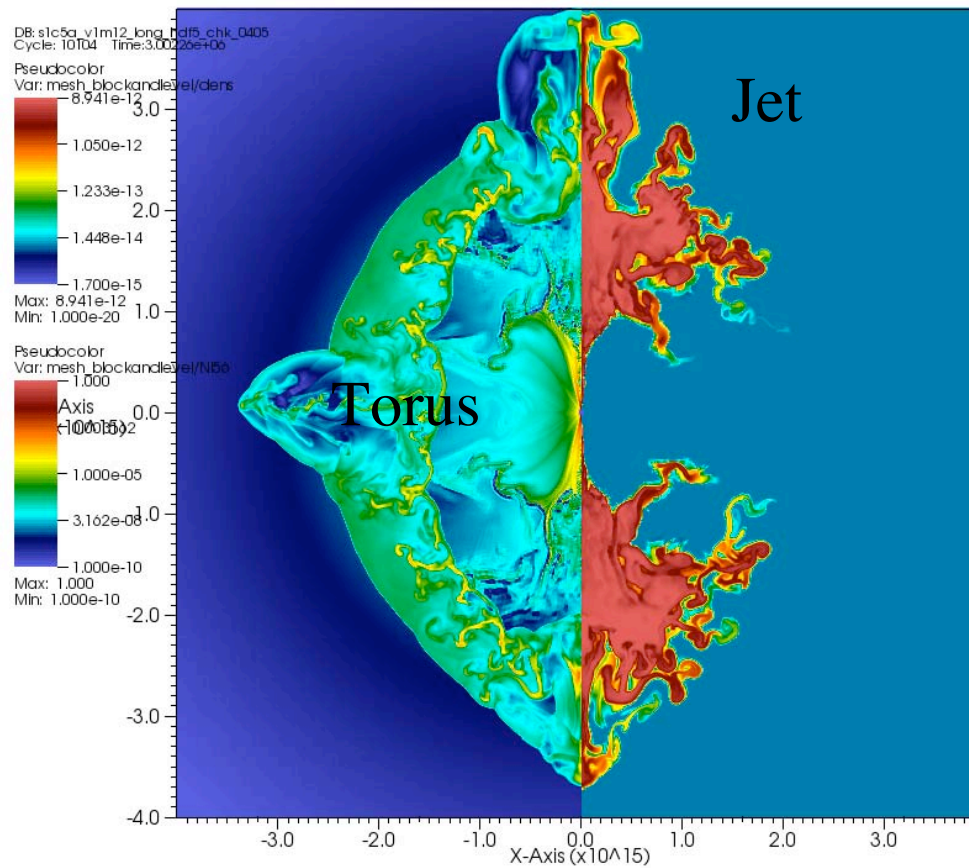 DB: s1c5a_v1m12_long_hdf5_chk_0405
Cycle: 10104 Time:3.00226e+06
Pseudocolor
Var: mesh_blockandlevel/dens
8.941e-12
1.050e-12
1.233e-13
1.448e-14
1.700e-15
Max: 8.941e-12
Min: 1.000e-20
Pseudocolor
Var: mesh_blockandlevel/Ni56
1.000
Axis
1.000e-05
3.162e-08
1.000e-10
Max: 1.000
Min: 1.000e-10
3.0
2.0
1.0
0.0
-1.0
-2.0
-3.0
-4.0
Jet
Torus
-3.0 -2.0 -1.0 0.0 1.0 2.0 3.0
X-Axis (x10^15)